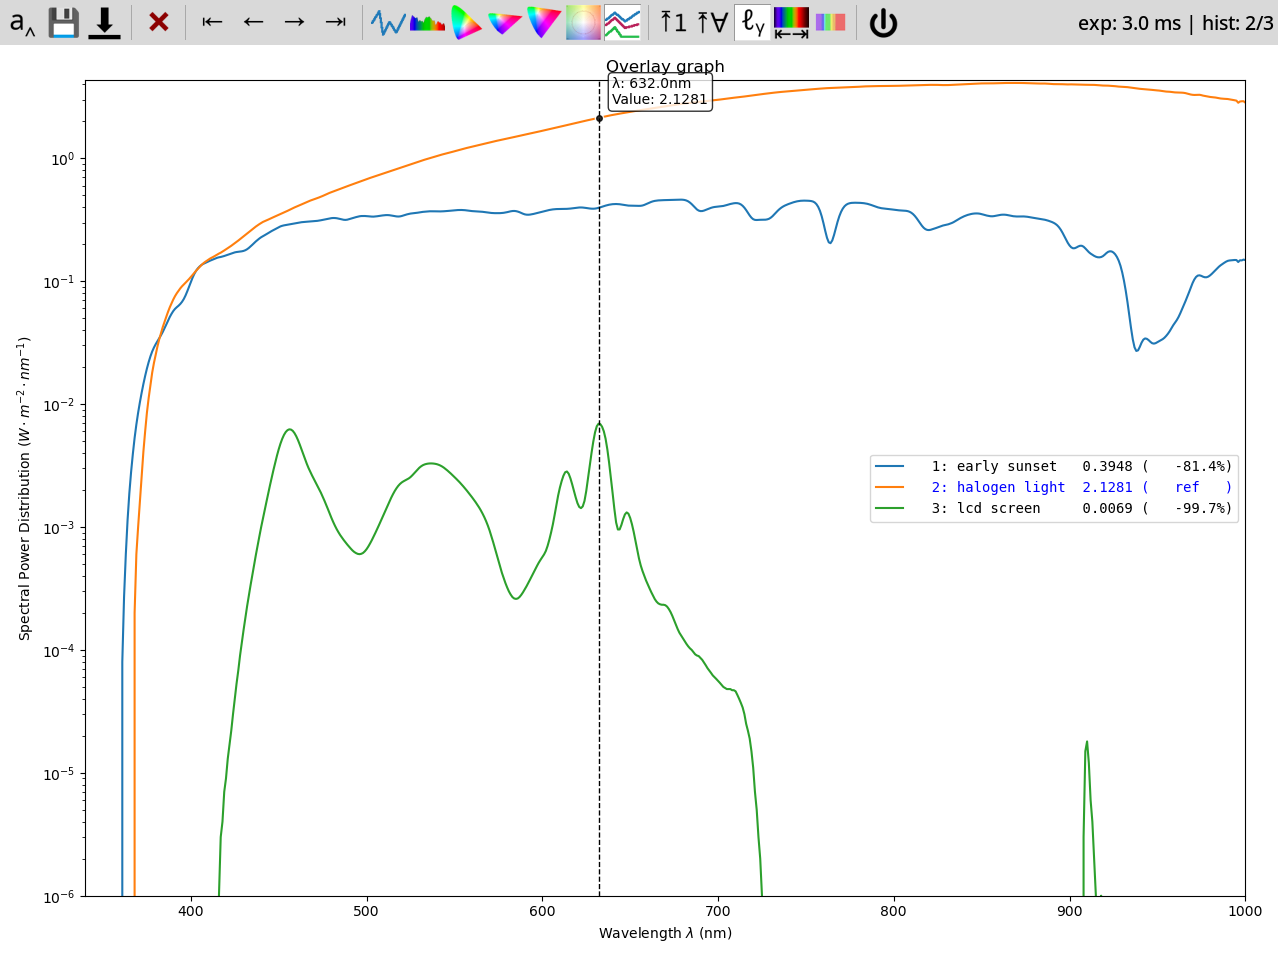 a^
⇤ ← → ⇥
⤒1 ⤒∀ ℓy
exp: 3.0 ms | hist: 2/3
Overlay graph
λ: 632.0nm
Value: 2.1281
10⁰
10⁻¹
10⁻²
10⁻³
10⁻⁴
10⁻⁵
10⁻⁶
Spectral Power Distribution (W · m⁻² · nm⁻¹)
1: early sunset 0.3948 ( -81.4%)
2: halogen light 2.1281 ( ref )
3: lcd screen 0.0069 ( -99.7%)
400 500 600 700 800 900 1000
Wavelength λ (nm)